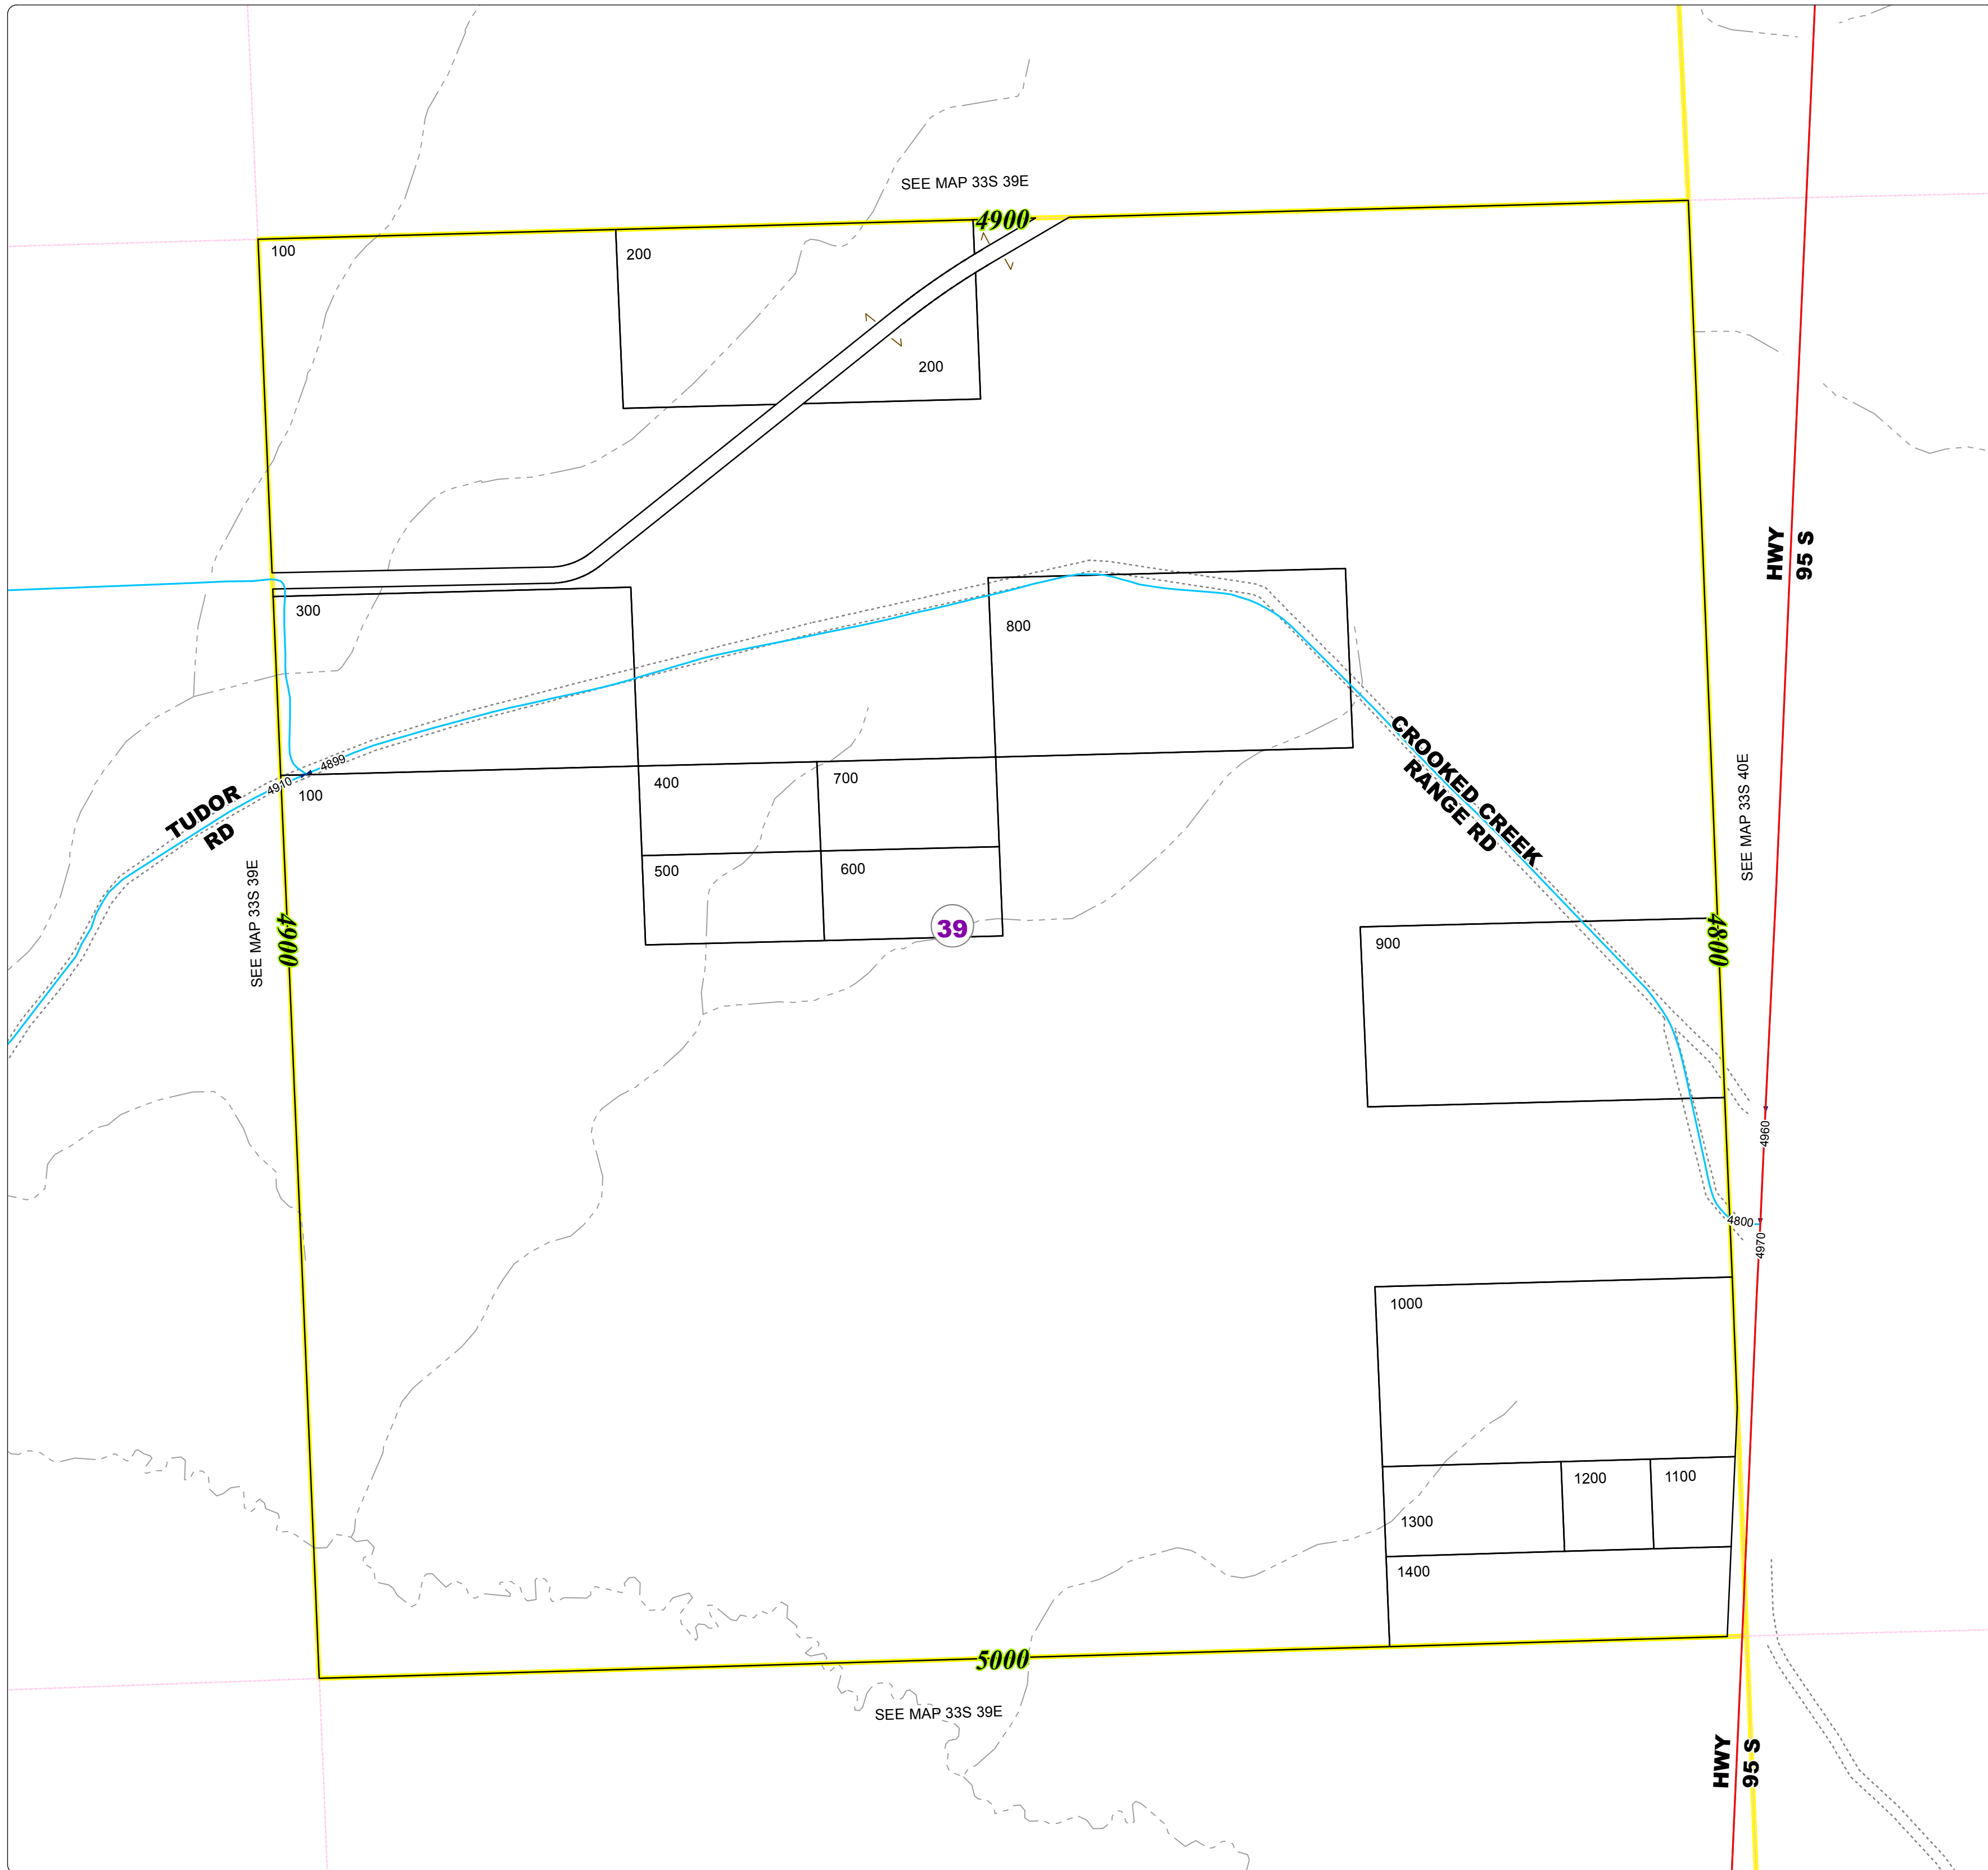 SEE MAP 33S 39E
4900
100
200
200
HWY
95 S
300
800
4899
4910
100
TUDOR
RD
400
700
CROOKED CREEK
RANGE RD
SEE MAP 33S 40E
500
600
SEE MAP 33S 39E
4900
39
900
4800
4960
4800
4970
1000
1200
1100
1300
1400
5000
SEE MAP 33S 39E
HWY
95 S